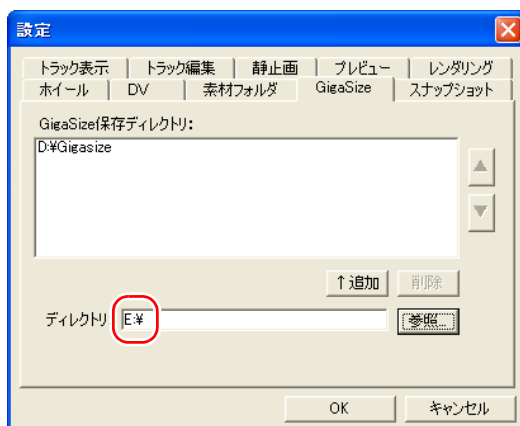 設定
トラック表示 トラック編集 静止画 プレビュー レンダリング
ホイール DV 素材フォルダ GigaSize スナップショット
GigaSize保存ディレクトリ:
D:¥Gigasize
↑追加 削除
ディレクトリ E:¥ 参照...
OK キャンセル